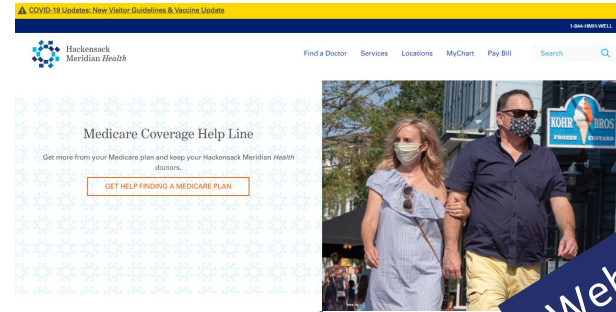 COVID-19 Updates: New Visitor Guidelines & Vaccine Update
1-844-HMH-WELL
Hackensack
Meridian Health
Find a Doctor Services Locations MyChart Pay Bill Search
Medicare Coverage Help Line
Get more from your Medicare plan and keep your Hackensack Meridian Health
doctors.
GET HELP FINDING A MEDICARE PLAN
KOHR BROS
FROZEN CUSTARD